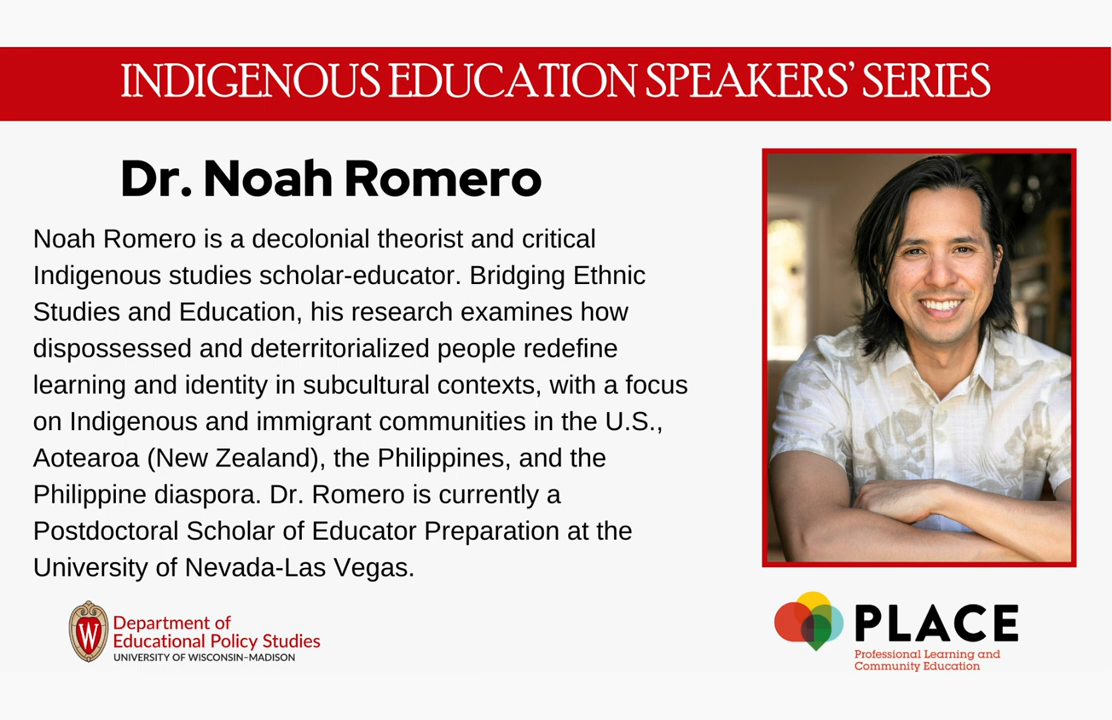 INDIGENOUS EDUCATION SPEAKERS’ SERIES
Dr. Noah Romero
Noah Romero is a decolonial theorist and critical
Indigenous studies scholar-educator. Bridging Ethnic
Studies and Education, his research examines how
dispossessed and deterritorialized people redefine
learning and identity in subcultural contexts, with a focus
on Indigenous and immigrant communities in the U.S.,
Aotearoa (New Zealand), the Philippines, and the
Philippine diaspora. Dr. Romero is currently a
Postdoctoral Scholar of Educator Preparation at the
University of Nevada-Las Vegas.
W
Department of
Educational Policy Studies
UNIVERSITY OF WISCONSIN–MADISON
PLACE
Professional Learning and
Community Education